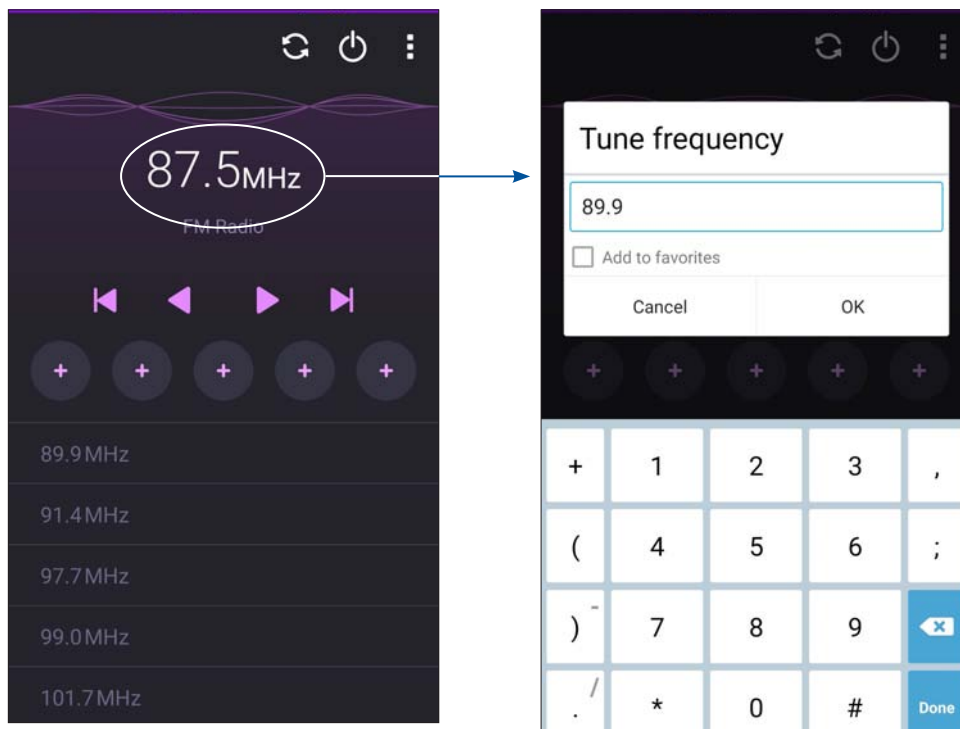 87.5MHz
FM Radio
+ + + + +
89.9MHz
91.4MHz
97.7MHz
99.0MHz
101.7MHz
Tune frequency
89.9
Add to favorites
Cancel OK
+ + + + +
+ 1 2 3 ,
( 4 5 6 ;
) - 7 8 9
. / * 0 # Done